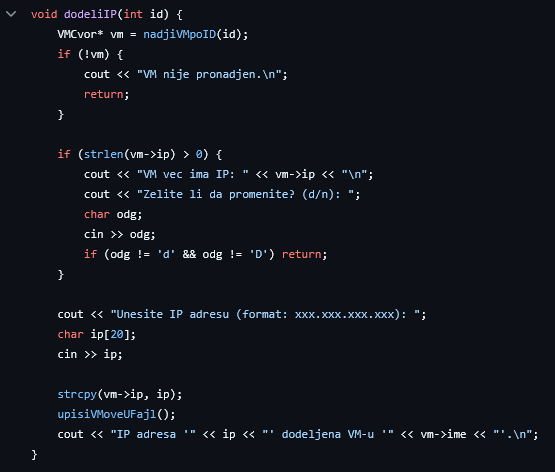 void dodeliIP(int id) {
    VMCvor* vm = nadjiVMpoID(id);
    if (!vm) {
        cout << "VM nije pronadjen.\n";
        return;
    }

    if (strlen(vm->ip) > 0) {
        cout << "VM vec ima IP: " << vm->ip << "\n";
        cout << "Zelite li da promenite? (d/n): ";
        char odg;
        cin >> odg;
        if (odg != 'd' && odg != 'D') return;
    }

    cout << "Unesite IP adresu (format: xxx.xxx.xxx.xxx): ";
    char ip[20];
    cin >> ip;

    strcpy(vm->ip, ip);
    upisiVMoveUFajl();
    cout << "IP adresa '" << ip << "' dodeljena VM-u '" << vm->ime << "'.\n";
}